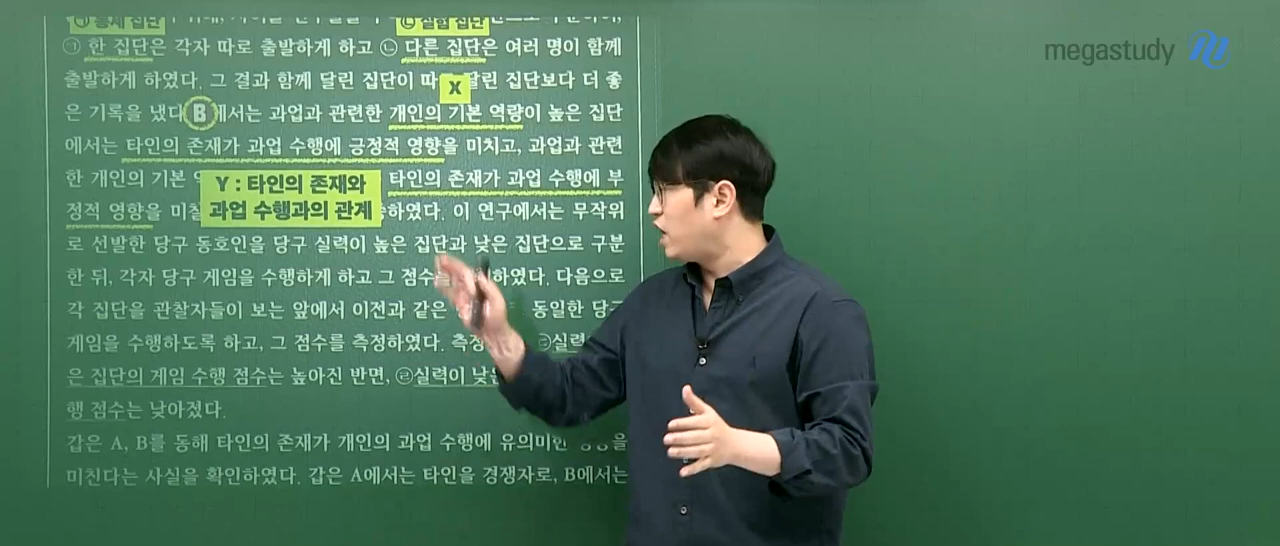 ㉠ 통제 집단 ㉡ 실험 집단
㉠ 한 집단은 각자 따로 출발하게 하고 ㉡ 다른 집단은 여러 명이 함께
출발하게 하였다. 그 결과 함께 달린 집단이 달린 집단보다 더 좋
X
은 기록을 냈다 B 에서는 과업과 관련한 개인의 기본 역량이 높은 집단
에서는 타인의 존재가 과업 수행에 긍정적 영향을 미치고, 과업과 관련
한 개인의 기본 타인의 존재가 과업 수행에 부
Y : 타인의 존재와
과업 수행과의 관계
정적 영향을 미칠 하였다. 이 연구에서는 무작위
로 선발한 당구 동호인을 당구 실력이 높은 집단과 낮은 집단으로 구분
한 뒤, 각자 당구 게임을 수행하게 하고 그 점수를 하였다. 다음으로
각 집단을 관찰자들이 보는 앞에서 이전과 같은 동일한 당구
게임을 수행하도록 하고, 그 점수를 측정하였다. ㉢실력
은 집단의 게임 수행 점수는 높아진 반면, ㉣실력이 낮은
행 점수는 낮아졌다.
갑은 A, B를 통해 타인의 존재가 개인의 과업 수행에 유의미한 을
미친다는 사실을 확인하였다. 갑은 A에서는 타인을 경쟁자로, B에서는
megastudy